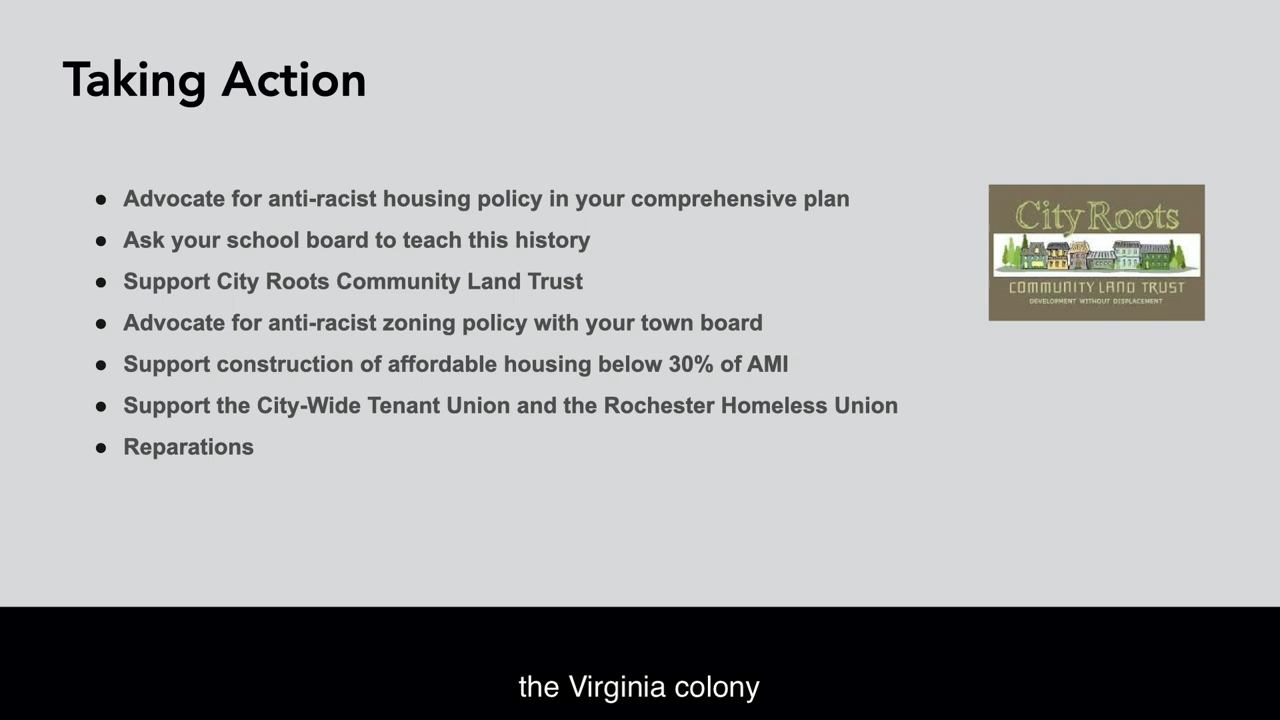 Taking Action
● Advocate for anti-racist housing policy in your comprehensive plan
● Ask your school board to teach this history
● Support City Roots Community Land Trust
● Advocate for anti-racist zoning policy with your town board
● Support construction of affordable housing below 30% of AMI
● Support the City-Wide Tenant Union and the Rochester Homeless Union
● Reparations
City Roots
COMMUNITY LAND TRUST
DEVELOPMENT WITHOUT DISPLACEMENT
the Virginia colony